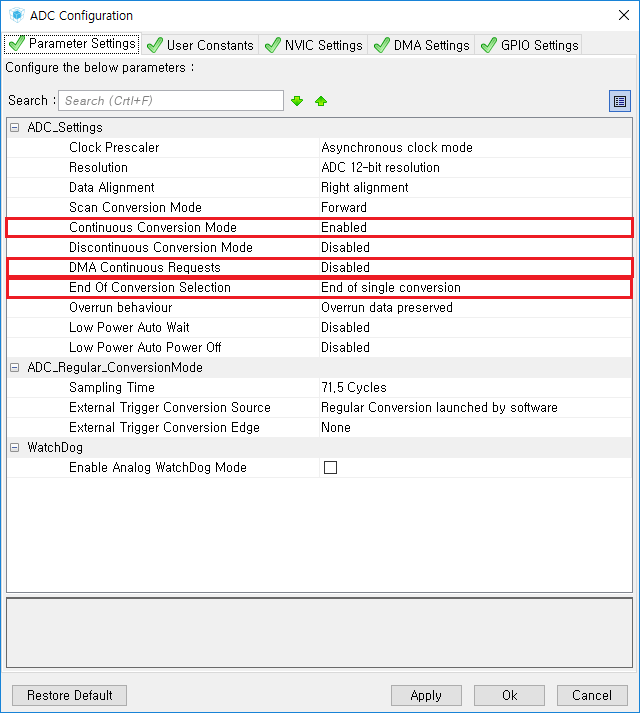 ADC Configuration
Parameter Settings User Constants NVIC Settings DMA Settings GPIO Settings
Configure the below parameters :
Search : Search (Crtl+F)
ADC_Settings
Clock Prescaler Asynchronous clock mode
Resolution ADC 12-bit resolution
Data Alignment Right alignment
Scan Conversion Mode Forward
Continuous Conversion Mode Enabled
Discontinuous Conversion Mode Disabled
DMA Continuous Requests Disabled
End Of Conversion Selection End of single conversion
Overrun behaviour Overrun data preserved
Low Power Auto Wait Disabled
Low Power Auto Power Off Disabled
ADC_Regular_ConversionMode
Sampling Time 71.5 Cycles
External Trigger Conversion Source Regular Conversion launched by software
External Trigger Conversion Edge None
WatchDog
Enable Analog WatchDog Mode
Restore Default Apply Ok Cancel